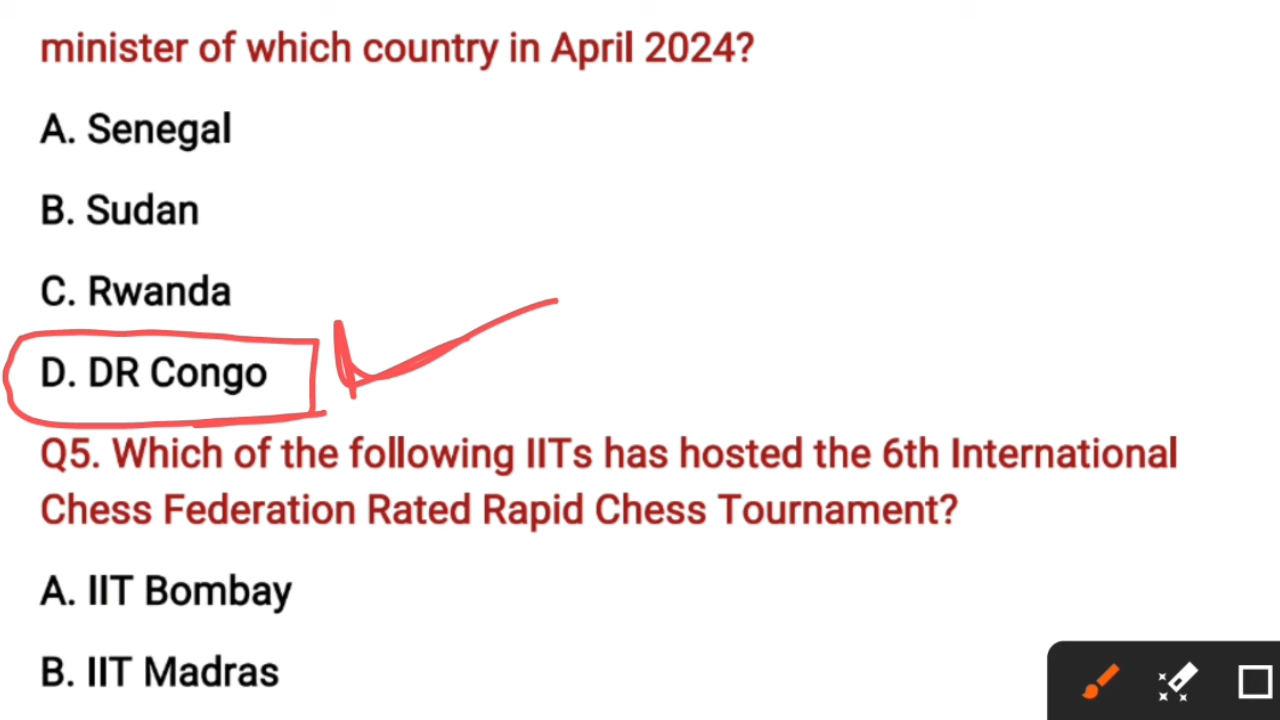 minister of which country in April 2024?
A. Senegal
B. Sudan
C. Rwanda
D. DR Congo
Q5. Which of the following IITs has hosted the 6th International
Chess Federation Rated Rapid Chess Tournament?
A. IIT Bombay
B. IIT Madras